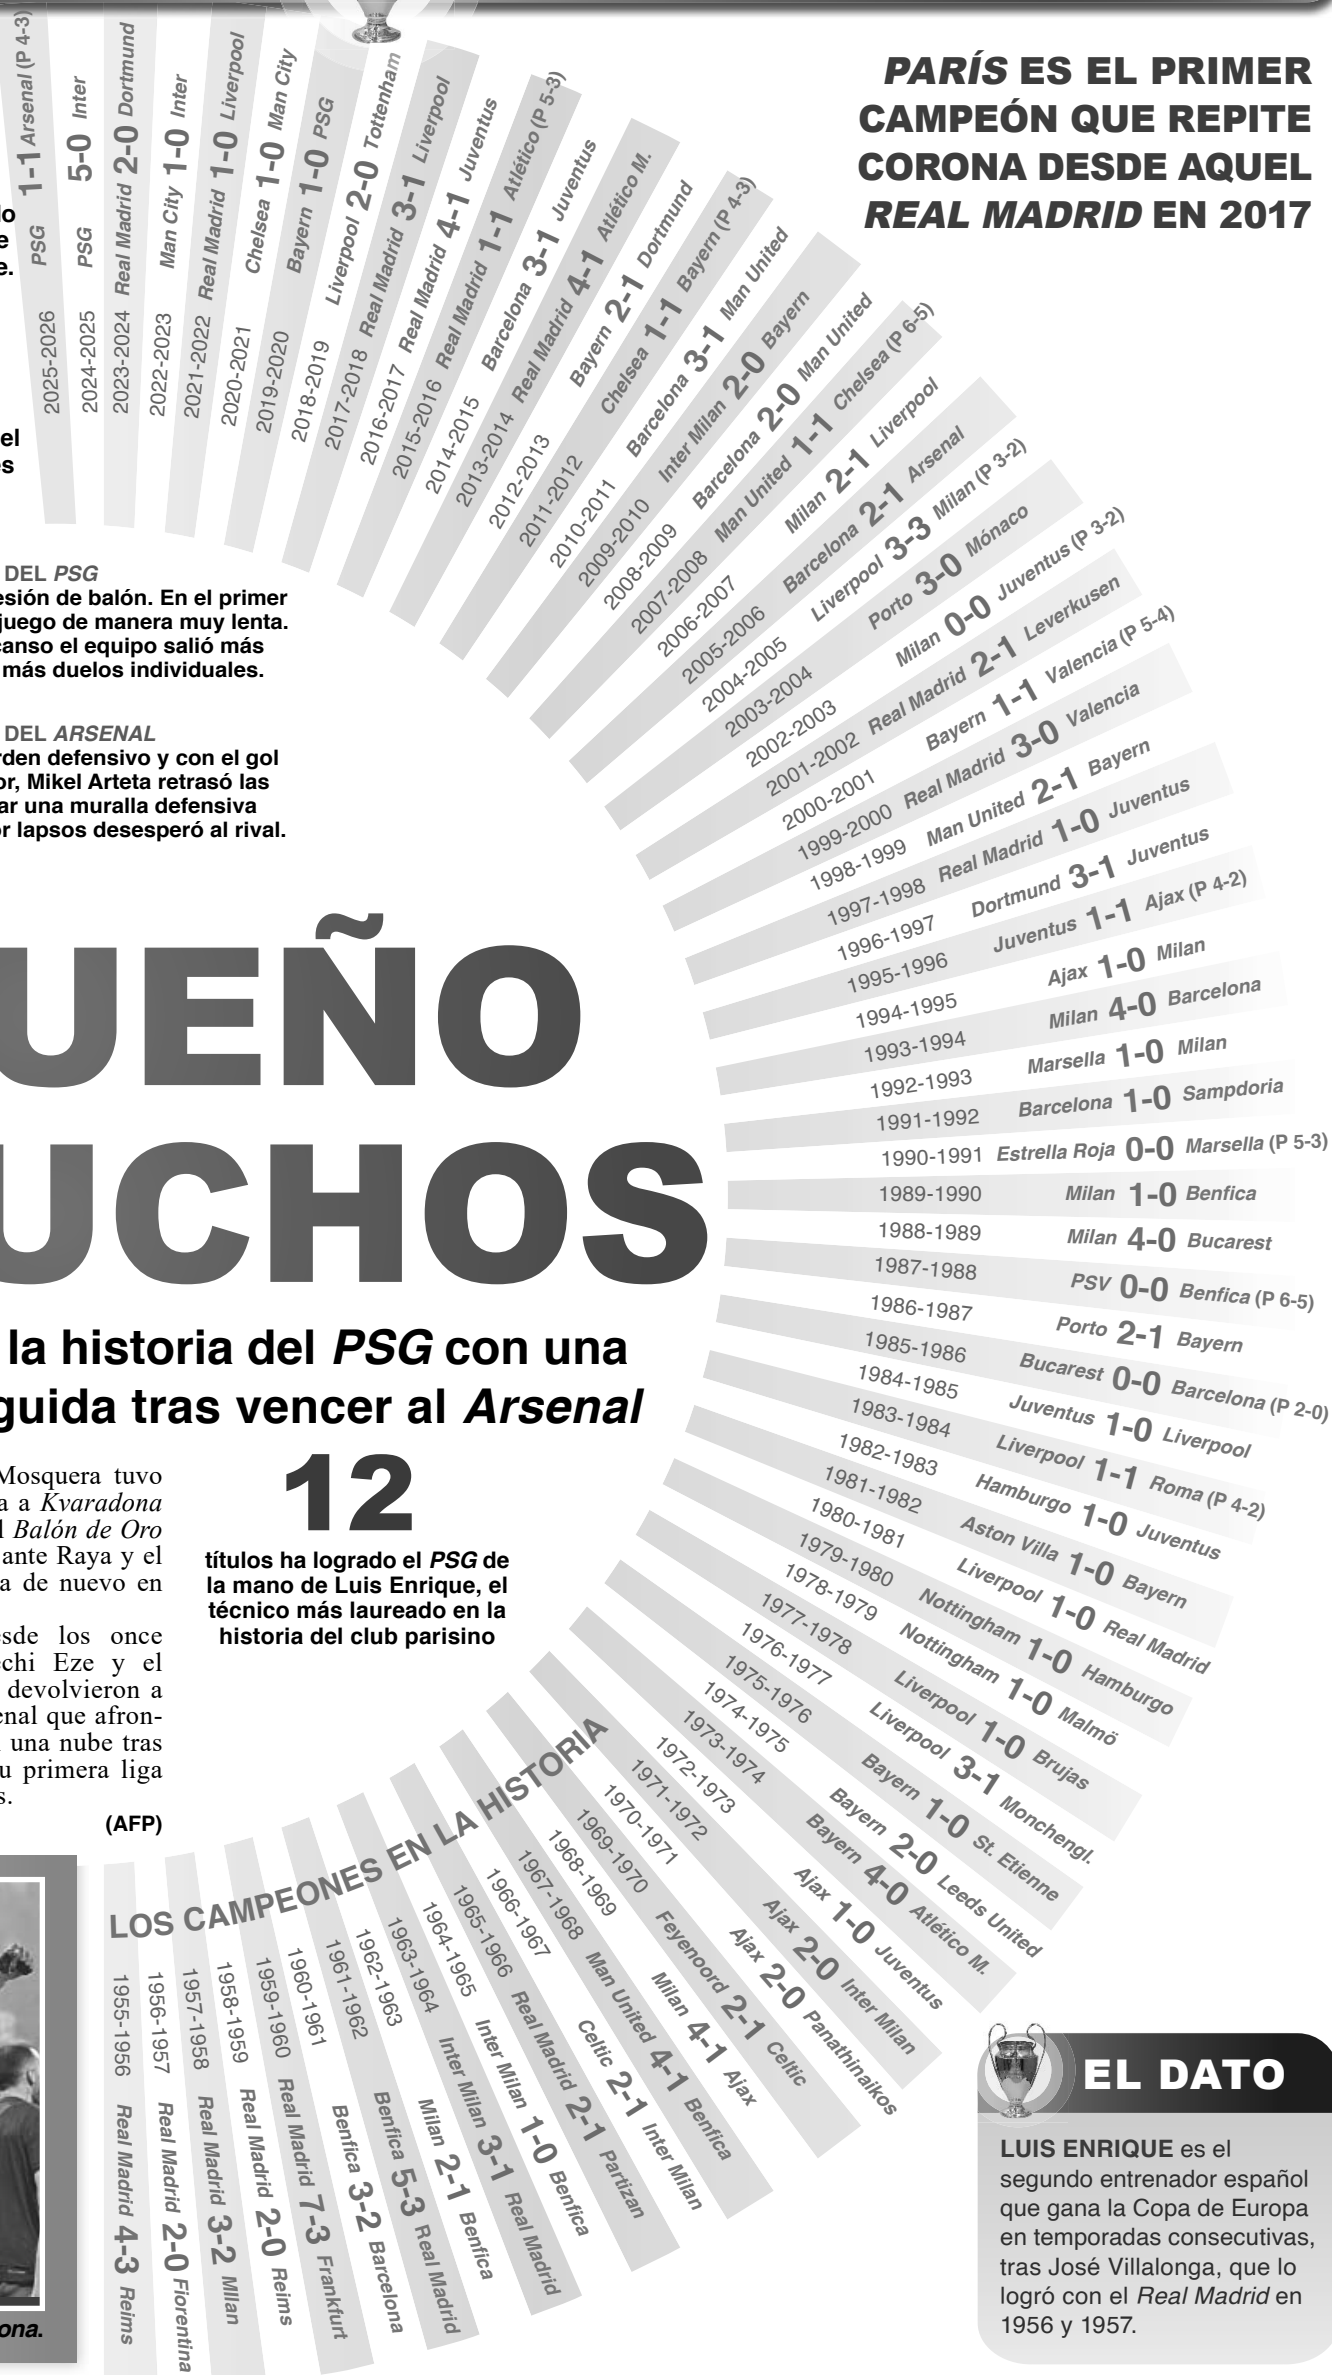 PARÍS ES EL PRIMER
CAMPEÓN QUE REPITE
CORONA DESDE AQUEL
REAL MADRID EN 2017
2025-2026 PSG 1-1 Arsenal (P 4-3)
2024-2025 PSG 5-0 Inter
2023-2024 Real Madrid 2-0 Dortmund
2022-2023 Man City 1-0 Inter
2021-2022 Real Madrid 1-0 Liverpool
2020-2021 Chelsea 1-0 Man City
2019-2020 Bayern 1-0 PSG
2018-2019 Liverpool 2-0 Tottenham
2017-2018 Real Madrid 3-1 Liverpool
2016-2017 Real Madrid 4-1 Juventus
2015-2016 Real Madrid 1-1 Atlético (P 5-3)
2014-2015 Barcelona 3-1 Juventus
2013-2014 Real Madrid 4-1 Atlético M.
2012-2013 Bayern 2-1 Dortmund
2011-2012 Chelsea 1-1 Bayern (P 4-3)
2010-2011 Barcelona 3-1 Man United
2009-2010 Inter Milan 2-0 Bayern
2008-2009 Barcelona 2-0 Man United
2007-2008 Man United 1-1 Chelsea (P 6-5)
2006-2007 Milan 2-1 Liverpool
2005-2006 Barcelona 2-1 Arsenal
2004-2005 Liverpool 3-3 Milan (P 3-2)
2003-2004 Porto 3-0 Mónaco
2002-2003 Milan 0-0 Juventus (P 3-2)
2001-2002 Real Madrid 2-1 Leverkusen
2000-2001 Bayern 1-1 Valencia (P 5-4)
1999-2000 Real Madrid 3-0 Valencia
1998-1999 Man United 2-1 Bayern
1997-1998 Real Madrid 1-0 Juventus
1996-1997 Dortmund 3-1 Juventus
1995-1996 Juventus 1-1 Ajax (P 4-2)
1994-1995 Ajax 1-0 Milan
1993-1994 Milan 4-0 Barcelona
1992-1993 Marsella 1-0 Milan
1991-1992 Barcelona 1-0 Sampdoria
1990-1991 Estrella Roja 0-0 Marsella (P 5-3)
1989-1990 Milan 1-0 Benfica
1988-1989 Milan 4-0 Bucarest
1987-1988 PSV 0-0 Benfica (P 6-5)
1986-1987 Porto 2-1 Bayern
1985-1986 Bucarest 0-0 Barcelona (P 2-0)
1984-1985 Juventus 1-0 Liverpool
1983-1984 Liverpool 1-1 Roma (P 4-2)
1982-1983 Hamburgo 1-0 Juventus
1981-1982 Aston Villa 1-0 Bayern
1980-1981 Liverpool 1-0 Real Madrid
1979-1980 Nottingham 1-0 Hamburgo
1978-1979 Nottingham 1-0 Malmö
1977-1978 Liverpool 1-0 Brujas
1976-1977 Liverpool 3-1 Monchengl.
1975-1976 Bayern 1-0 St. Etienne
1974-1975 Bayern 2-0 Leeds United
1973-1974 Bayern 4-0 Atlético M.
1972-1973 Ajax 1-0 Juventus
1971-1972 Ajax 2-0 Inter Milan
1970-1971 Ajax 2-0 Panathinaikos
1969-1970 Feyenoord 2-1 Celtic
1968-1969 Milan 4-1 Ajax
1967-1968 Man United 4-1 Benfica
1966-1967 Celtic 2-1 Inter Milan
1965-1966 Real Madrid 2-1 Partizan
1964-1965 Inter Milan 1-0 Benfica
1963-1964 Inter Milan 3-1 Real Madrid
1962-1963 Milan 2-1 Benfica
1961-1962 Benfica 5-3 Real Madrid
1960-1961 Benfica 3-2 Barcelona
1959-1960 Real Madrid 7-3 Frankfurt
1958-1959 Real Madrid 2-0 Reims
1957-1958 Real Madrid 3-2 MIlan
1956-1957 Real Madrid 2-0 Fiorentina
1955-1956 Real Madrid 4-3 Reims
LOS CAMPEONES EN LA HISTORIA
lo
e
e.
el
es
DEL PSG
esión de balón. En el primer
juego de manera muy lenta.
canso el equipo salió más
más duelos individuales.
DEL ARSENAL
rden defensivo y con el gol
or, Mikel Arteta retrasó las
ar una muralla defensiva
or lapsos desesperó al rival.
UEÑO
UCHOS
la historia del PSG con una
guida tras vencer al Arsenal
Mosquera tuvo
a a Kvaradona
l Balón de Oro
ante Raya y el
a de nuevo en
esde los once
echi Eze y el
devolvieron a
enal que afron-
una nube tras
u primera liga
s.
(AFP)
12
títulos ha logrado el PSG de
la mano de Luis Enrique, el
técnico más laureado en la
historia del club parisino
ona.
EL DATO
LUIS ENRIQUE es el
segundo entrenador español
que gana la Copa de Europa
en temporadas consecutivas,
tras José Villalonga, que lo
logró con el Real Madrid en
1956 y 1957.